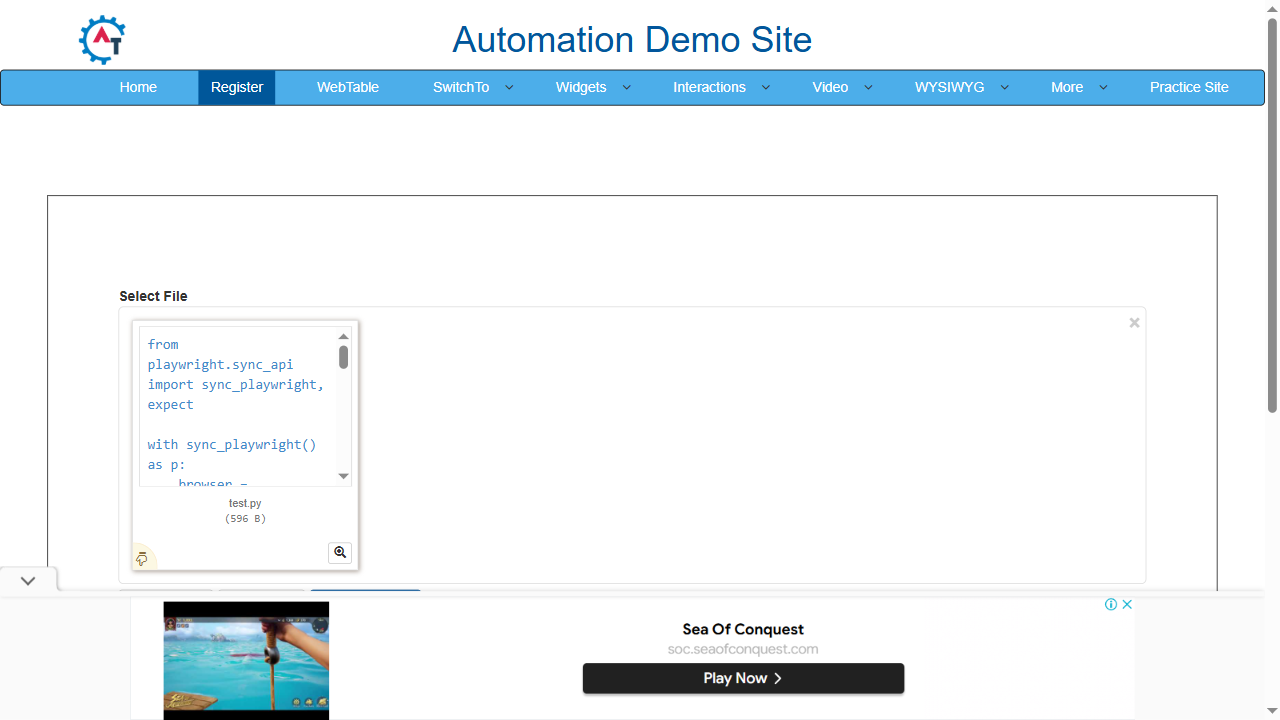 Automation Demo Site
Home Register WebTable SwitchTo Widgets Interactions Video WYSIWYG More Practice Site
Select File
×
from
playwright.sync_api
import sync_playwright,
expect
with sync_playwright()
as p:
browser =
test.py
(596 B)
Sea Of Conquest
soc.seaofconquest.com
Play Now